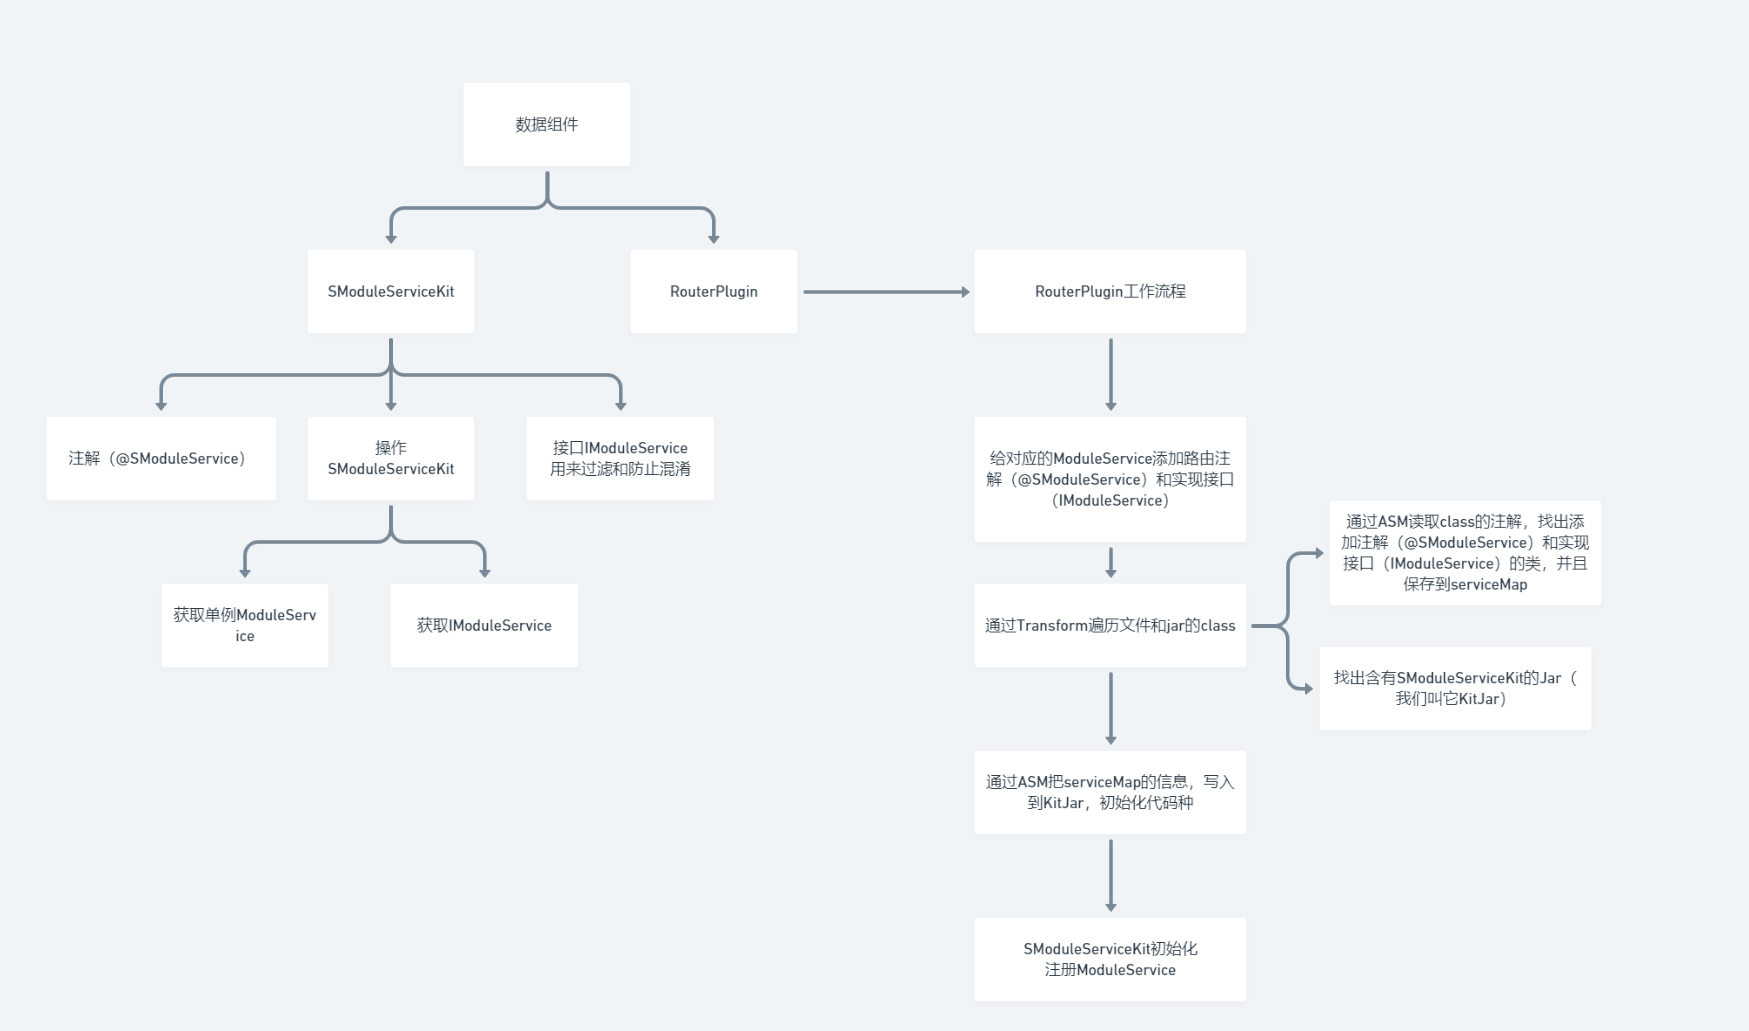 数据组件
SModuleServiceKit
RouterPlugin
RouterPlugin工作流程
注解（@SModuleService）
操作
SModuleServiceKit
接口IModuleService
用来过滤和防止混淆
给对应的ModuleService添加路由注
解（@SModuleService）和实现接口
（IModuleService）
通过ASM读取class的注解，找出添
加注解（@SModuleService）和实现
接口（IModuleService）的类，并且
保存到serviceMap
获取单例ModuleServ
ice
获取IModuleService
通过Transform遍历文件和jar的class
找出含有SModuleServiceKit的Jar（
我们叫它KitJar）
通过ASM把serviceMap的信息，写入
到KitJar，初始化代码种
SModuleServiceKit初始化
注册ModuleService